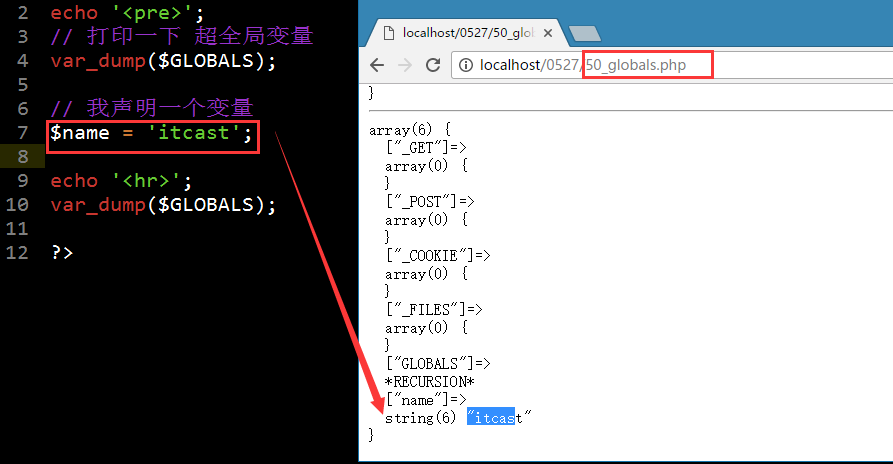 2 echo '<pre>';
3 // 打印一下 超全局变量
4 var_dump($GLOBALS);
5
6 // 我声明一个变量
7 $name = 'itcast';
8
9 echo '<hr>';
10 var_dump($GLOBALS);
11
12 ?>
localhost/0527/50_glob
localhost/0527/50_globals.php
}
array(6) {
["_GET"]=>
array(0) {
}
["_POST"]=>
array(0) {
}
["_COOKIE"]=>
array(0) {
}
["_FILES"]=>
array(0) {
}
["GLOBALS"]=>
*RECURSION*
["name"]=>
string(6) "itcast"
}